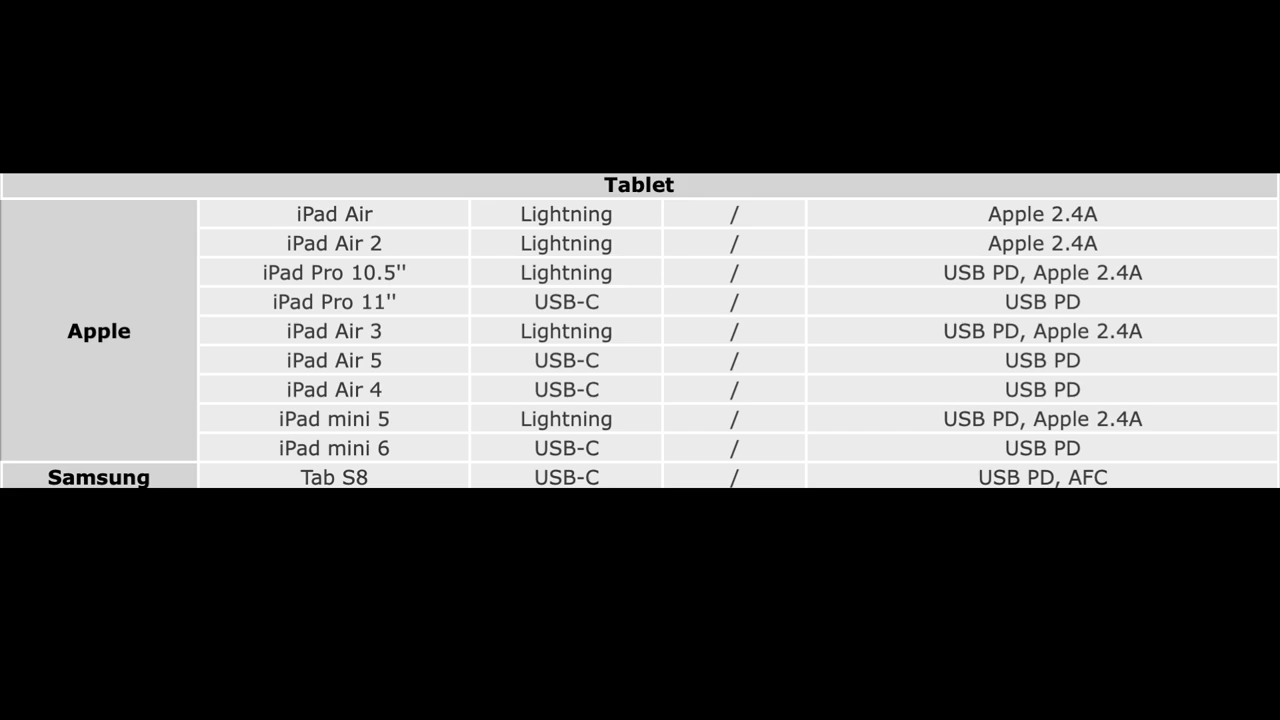 Tablet
Apple
iPad Air Lightning / Apple 2.4A
iPad Air 2 Lightning / Apple 2.4A
iPad Pro 10.5'' Lightning / USB PD, Apple 2.4A
iPad Pro 11'' USB-C / USB PD
iPad Air 3 Lightning / USB PD, Apple 2.4A
iPad Air 5 USB-C / USB PD
iPad Air 4 USB-C / USB PD
iPad mini 5 Lightning / USB PD, Apple 2.4A
iPad mini 6 USB-C / USB PD
Samsung Tab S8 USB-C / USB PD, AFC